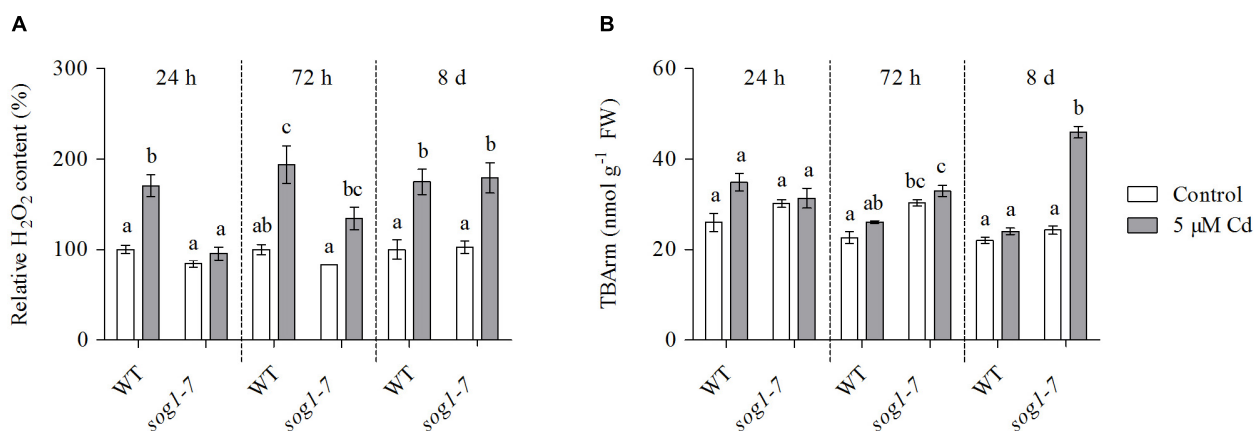 A
Relative H₂O₂ content (%)
300
200
100
0
24 h
72 h
8 d
a
b
a
a
ab
c
a
bc
a
b
a
b
WT
sog1-7
WT
sog1-7
WT
sog1-7
B
TBArm (nmol g⁻¹ FW)
60
40
20
0
24 h
72 h
8 d
a
a
a
a
a
ab
bc
c
a
a
a
b
WT
sog1-7
WT
sog1-7
WT
sog1-7
Control
5 μM Cd